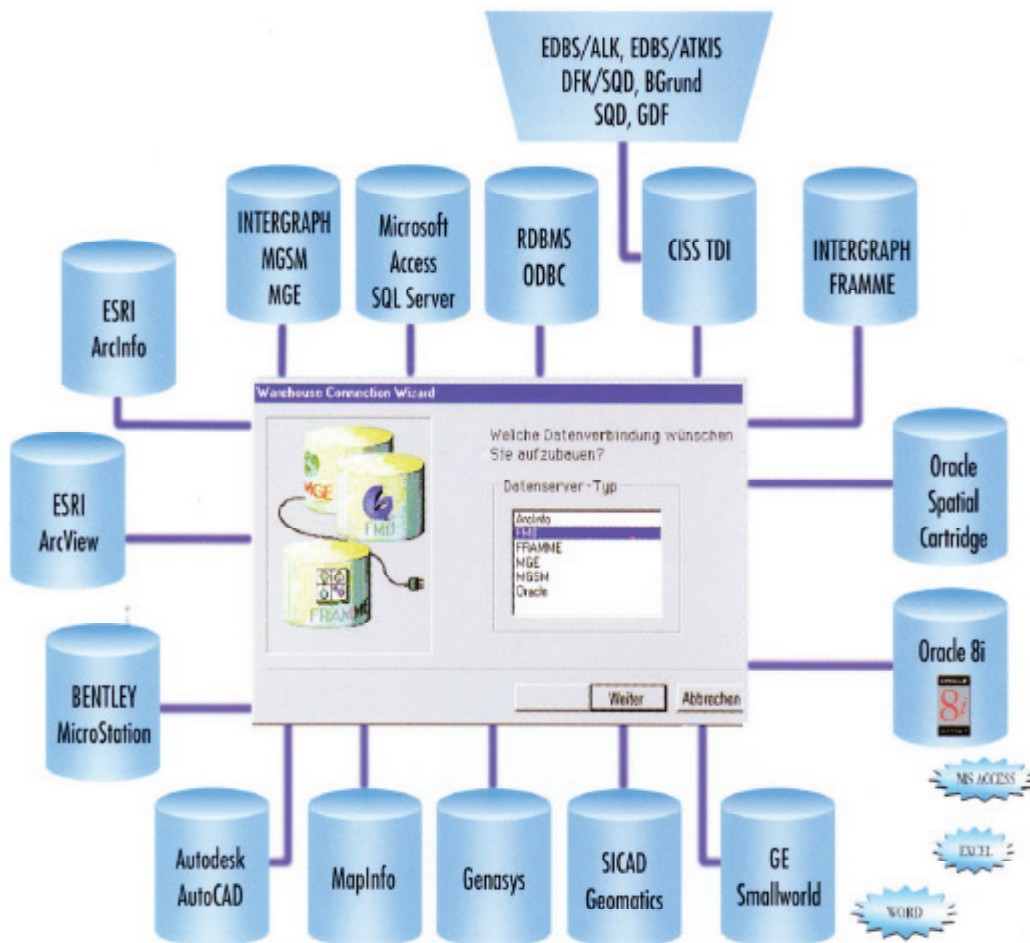 EDBS/ALK, EDBS/ATKIS
DFK/SQD, BGrund
SQD, GDF
INTERGRAPH
MGSM
MGE
Microsoft
Access
SQL Server
RDBMS
ODBC
CISS TDI
INTERGRAPH
FRAMME
ESRI
ArcInfo
Warehouse Connection Wizard
Welche Datenverbindung wünschen
Sie aufzubauen?
Datenserver-Typ
ArcInfo
FRAMME
MGE
MGSM
Oracle
MGE
FRAMME
Weiter
Abbrechen
ESRI
ArcView
Oracle
Spatial
Cartridge
BENTLEY
MicroStation
Oracle 8i
ORACLE
8i
MS ACCESS
EXCEL
WORD
Autodesk
AutoCAD
MapInfo
Genasys
SICAD
Geomatics
GE
Smallworld